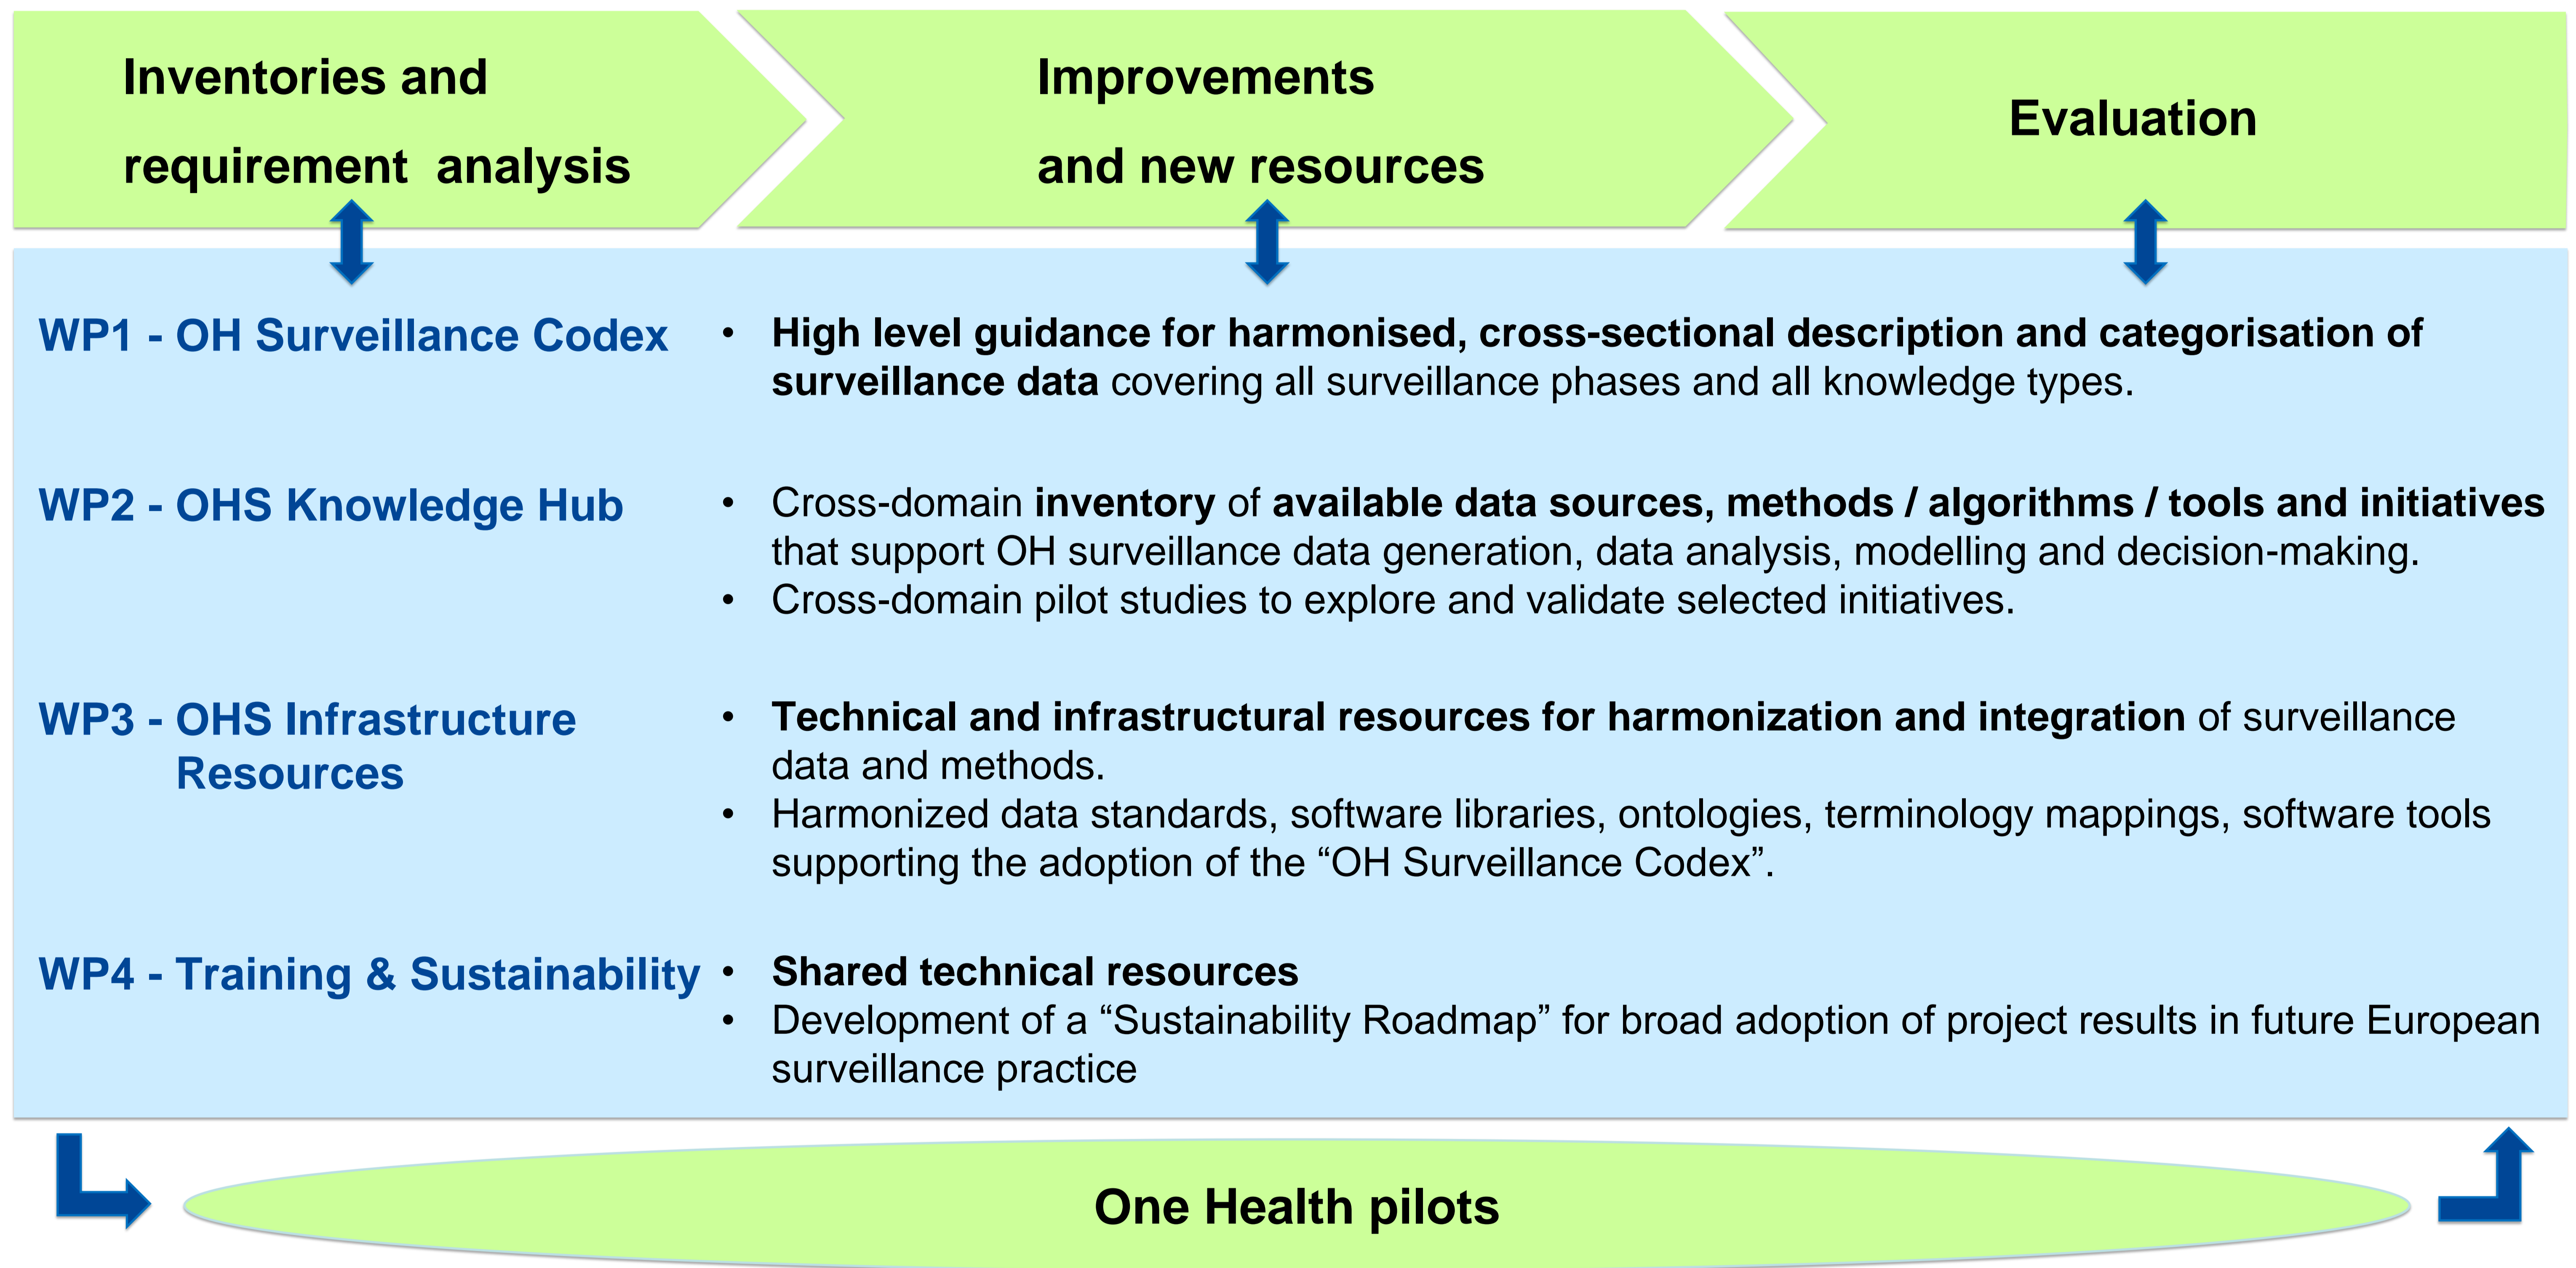 Inventories and
requirement  analysis
Improvements
and new resources
Evaluation
WP1 - OH Surveillance Codex
• High level guidance for harmonised, cross-sectional description and categorisation of
surveillance data covering all surveillance phases and all knowledge types.
WP2 - OHS Knowledge Hub
• Cross-domain inventory of available data sources, methods / algorithms / tools and initiatives
that support OH surveillance data generation, data analysis, modelling and decision-making.
• Cross-domain pilot studies to explore and validate selected initiatives.
WP3 - OHS Infrastructure
Resources
• Technical and infrastructural resources for harmonization and integration of surveillance
data and methods.
• Harmonized data standards, software libraries, ontologies, terminology mappings, software tools
supporting the adoption of the “OH Surveillance Codex”.
WP4 - Training & Sustainability
• Shared technical resources
• Development of a “Sustainability Roadmap” for broad adoption of project results in future European
surveillance practice
One Health pilots